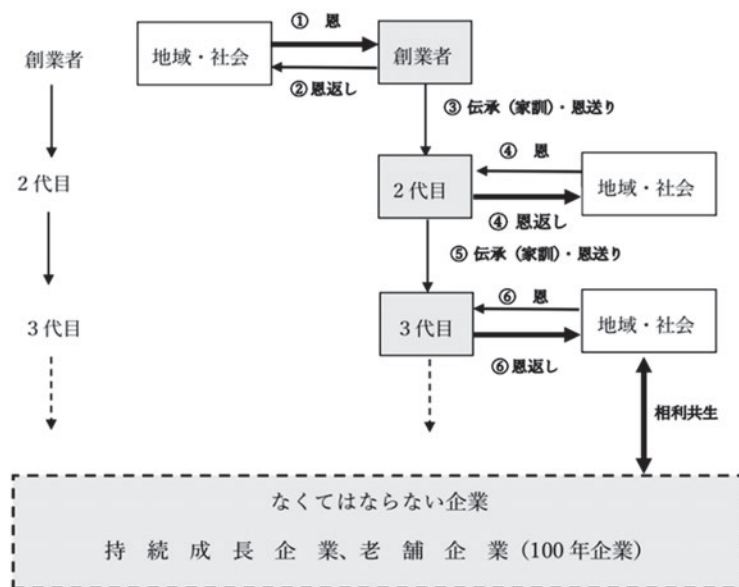 ① 恩
創業者
地域・社会
創業者
② 恩返し
③ 伝承（家訓）・恩送り
④ 恩
2代目
2代目
地域・社会
④ 恩返し
⑤ 伝承（家訓）・恩送り
⑥ 恩
3代目
3代目
地域・社会
⑥ 恩返し
相利共生
なくてはならない企業
持続成長企業、老舗企業（100年企業）